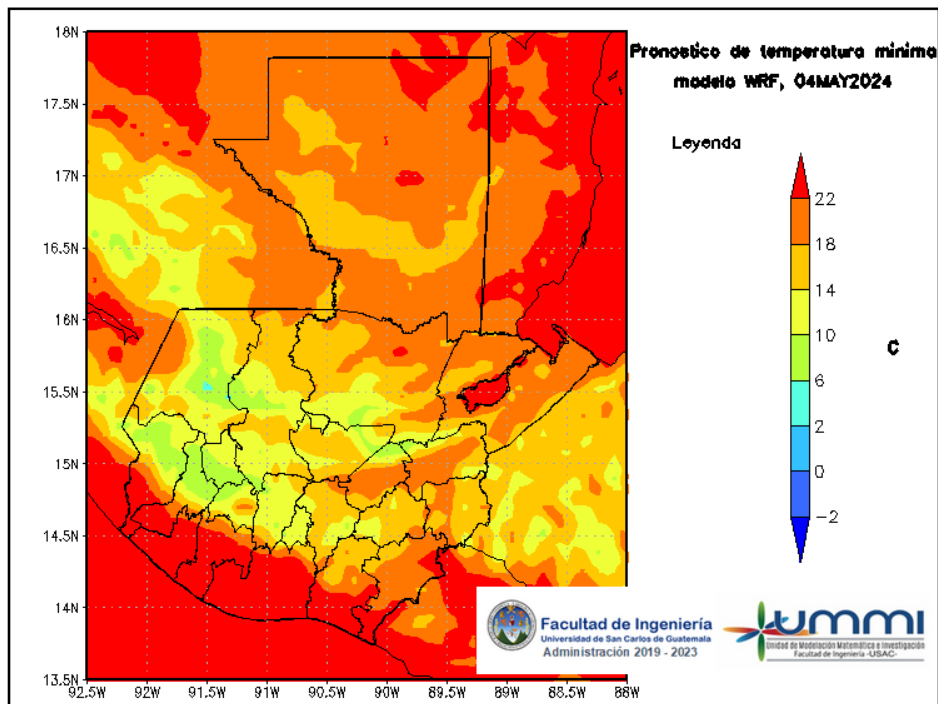 Pronostico de temperatura minima
modelo WRF, 04MAY2024
Leyenda
22
18
14
10
6
2
0
−2
C
18N
17.5N
17N
16.5N
16N
15.5N
15N
14.5N
14N
13.5N
92.5W 92W 91.5W 91W 90.5W 90W 89.5W 89W 88.5W 88W
Facultad de Ingeniería
Universidad de San Carlos de Guatemala
Administración 2019 - 2023
UMMI
Unidad de Modelación Matemática e Investigación
Facultad de Ingeniería -USAC-